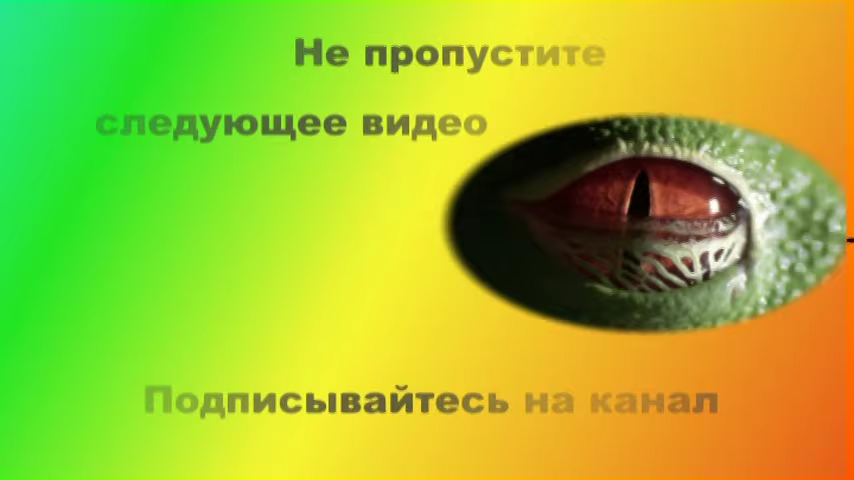 Не пропустите
следующее видео
Подписывайтесь на канал